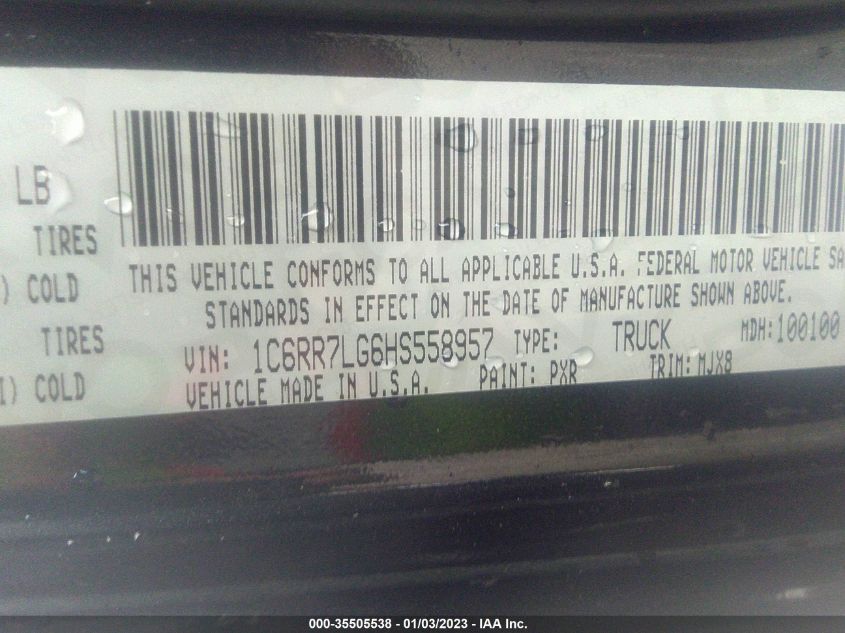 LB
TIRES
) COLD
THIS VEHICLE CONFORMS TO ALL APPLICABLE U.S.A. FEDERAL MOTOR VEHICLE SA
STANDARDS IN EFFECT ON THE DATE OF MANUFACTURE SHOWN ABOVE.
TIRES
VIN: 1C6RR7LG6HS558957 TYPE: TRUCK MDH:100100
I) COLD
VEHICLE MADE IN U.S.A. PAINT: PXR TRIM: MJX8
000-35505538 - 01/03/2023 - IAA Inc.